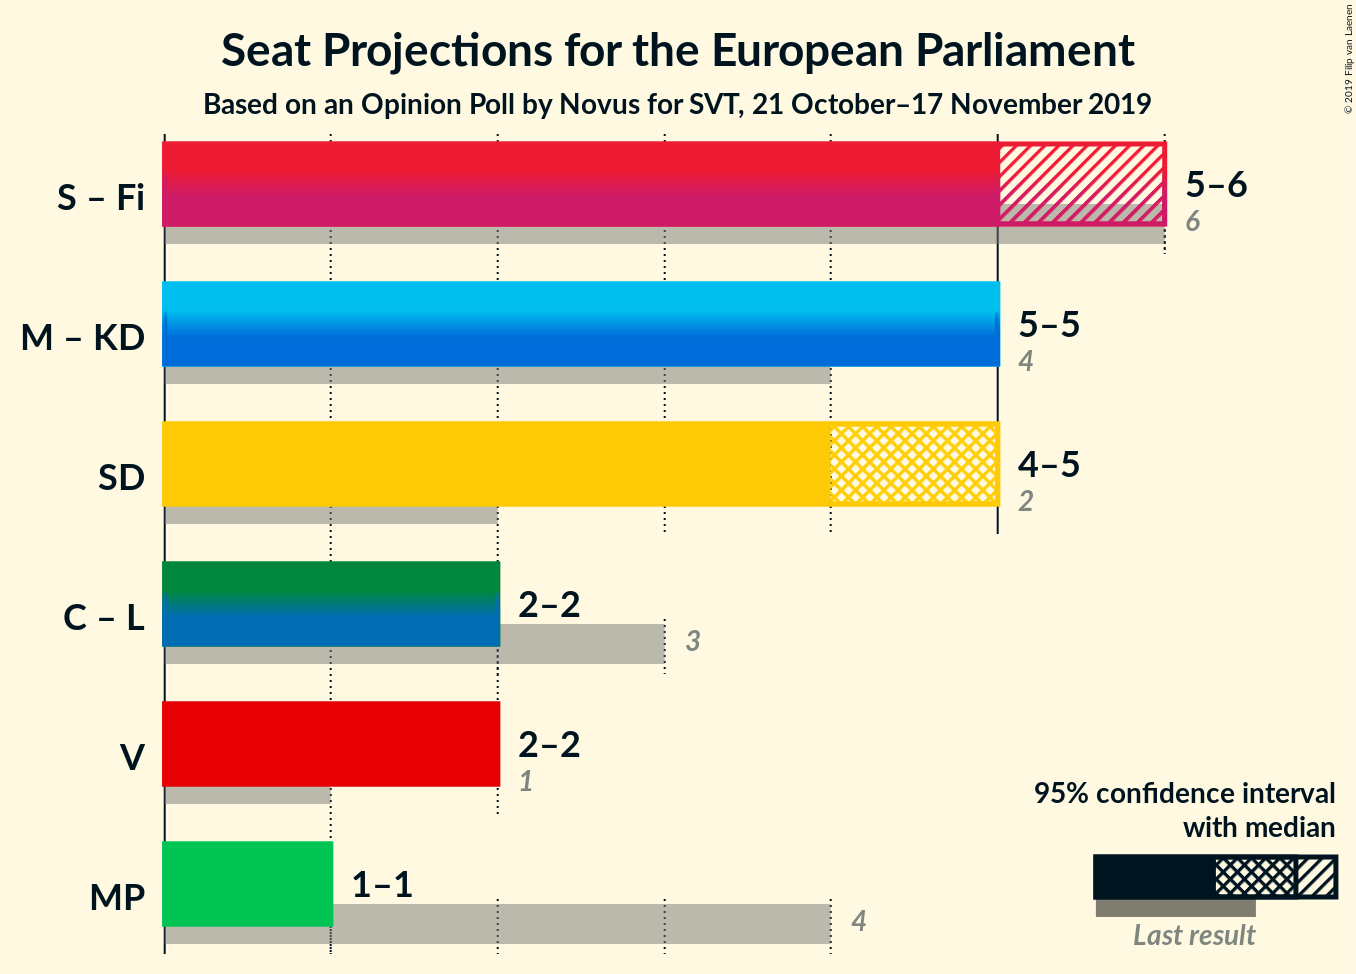 Seat Projections for the European Parliament
Based on an Opinion Poll by Novus for SVT, 21 October–17 November 2019
© 2019 Filip van Laenen
S – Fi
5–6
6
M – KD
5–5
4
SD
4–5
2
C – L
2–2
3
V
2–2
1
MP
1–1
4
95% confidence interval
with median
Last result